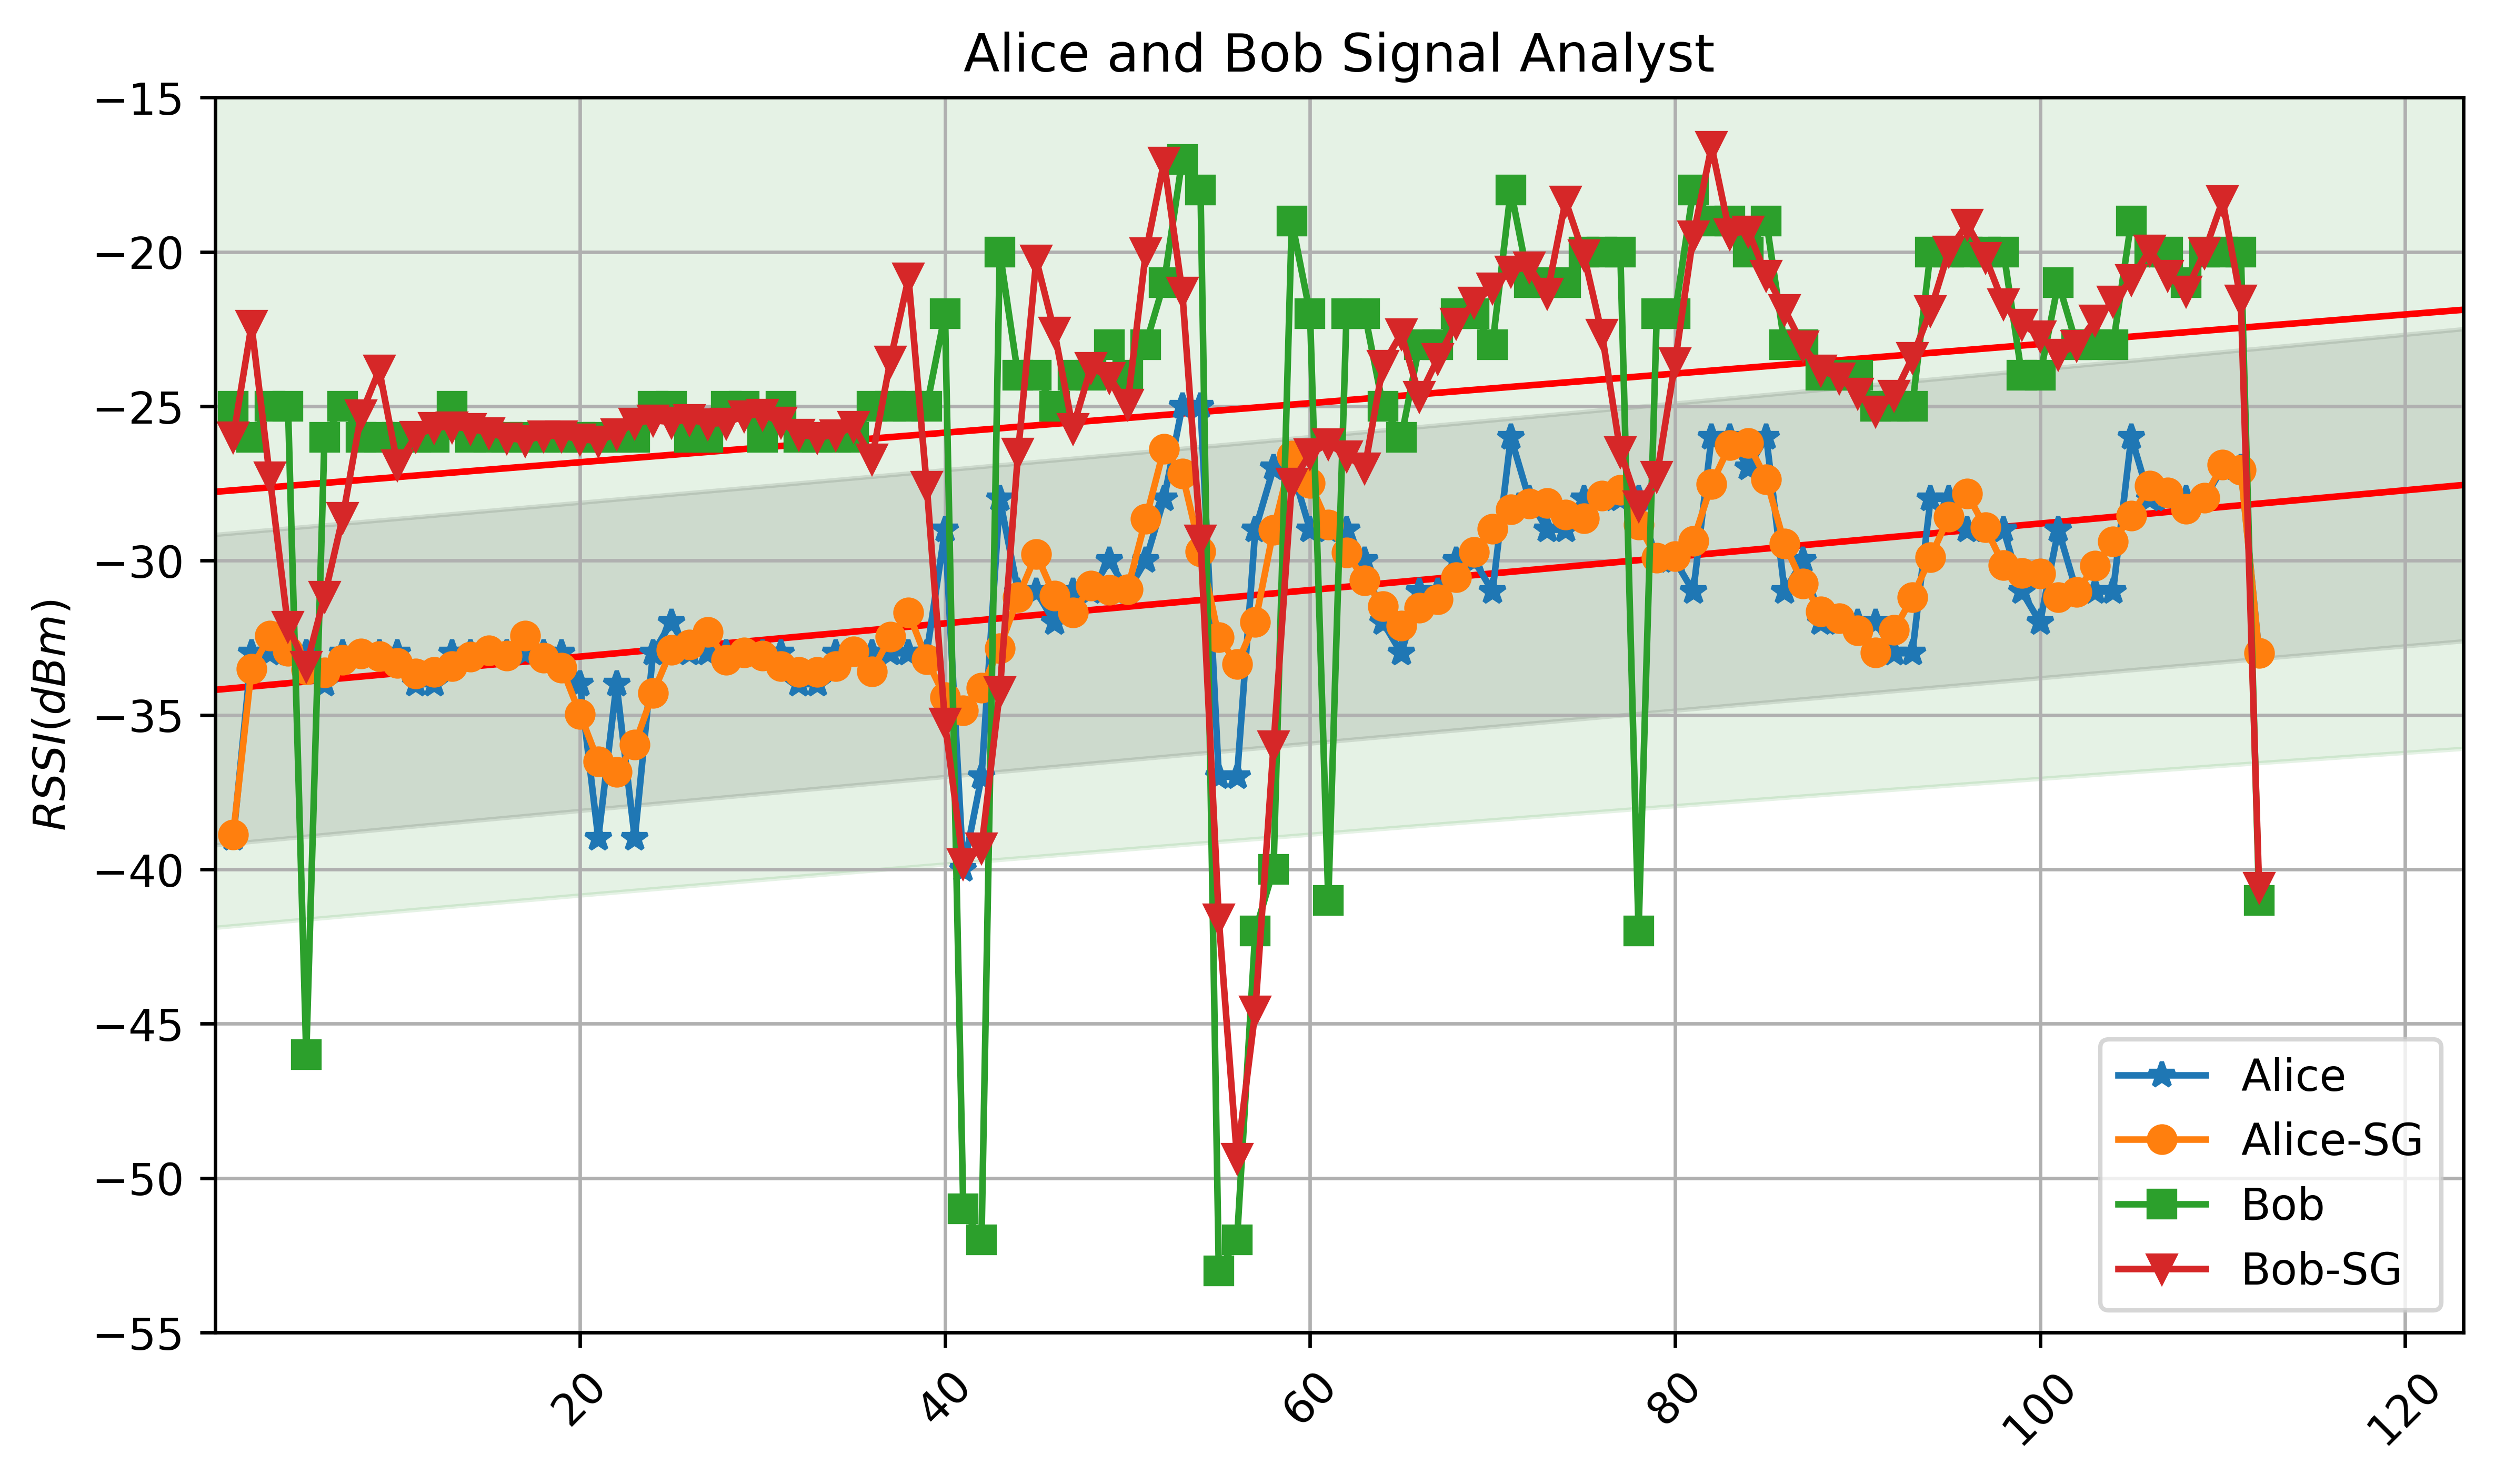 Alice and Bob Signal Analyst
−15
−20
−25
−30
−35
−40
−45
−50
−55
RSSI(dBm)
20
40
60
80
100
120
Alice
Alice-SG
Bob
Bob-SG